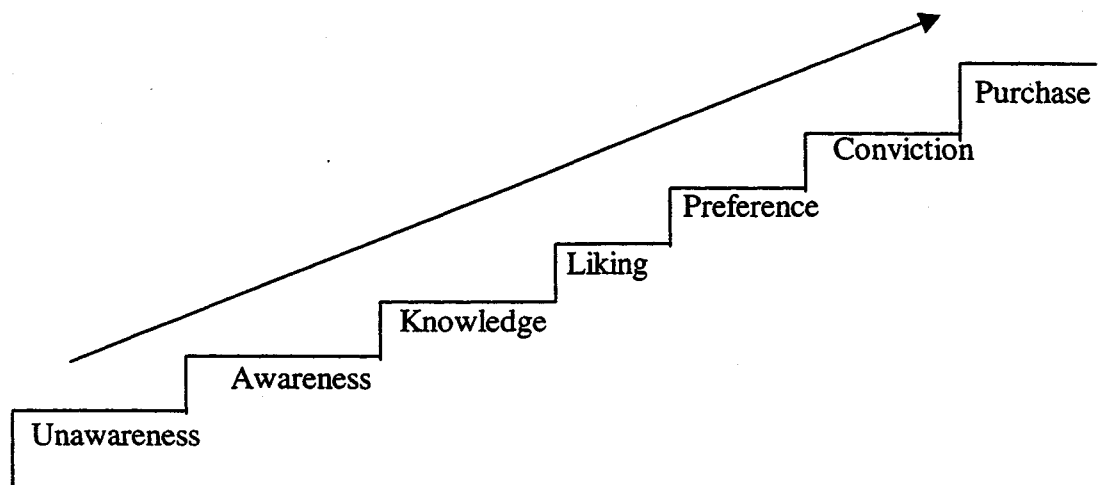 Purchase
Conviction
Preference
Liking
Knowledge
Awareness
Unawareness